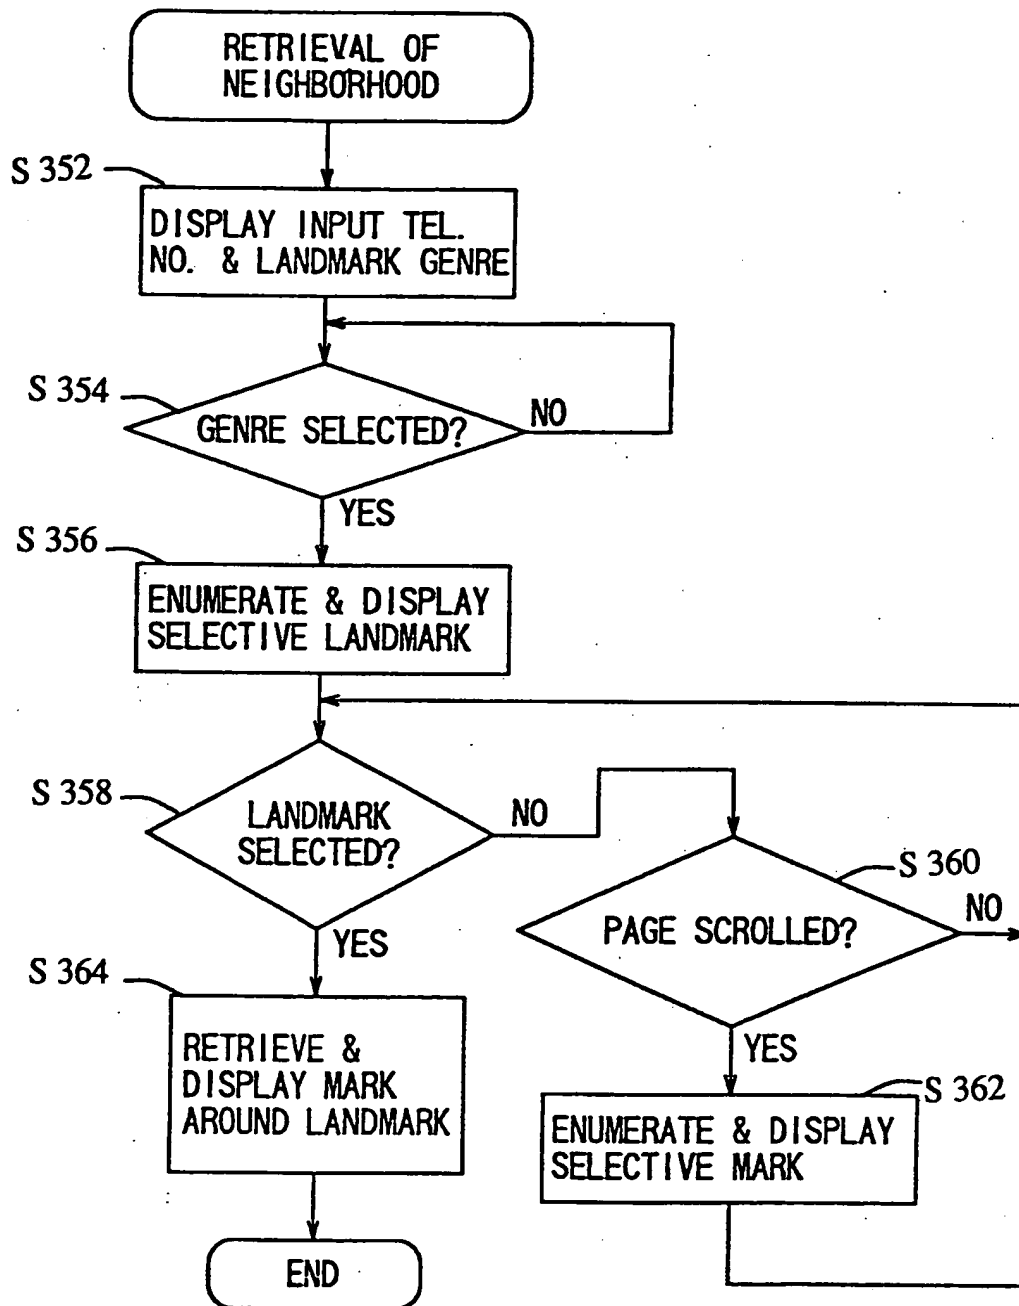 RETRIEVAL OF
NEIGHBORHOOD
S 352
DISPLAY INPUT TEL.
NO. & LANDMARK GENRE
S 354
GENRE SELECTED?
NO
YES
S 356
ENUMERATE & DISPLAY
SELECTIVE LANDMARK
S 358
LANDMARK
SELECTED?
NO
YES
S 360
PAGE SCROLLED?
NO
YES
S 364
RETRIEVE &
DISPLAY MARK
AROUND LANDMARK
S 362
ENUMERATE & DISPLAY
SELECTIVE MARK
END